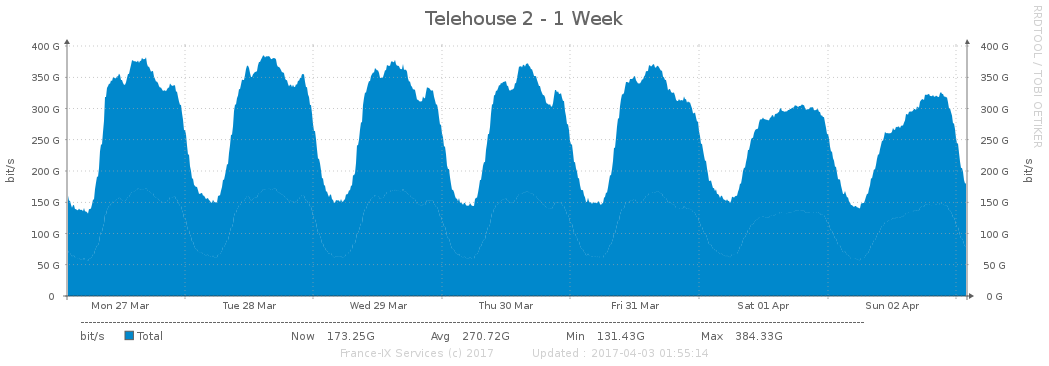 Telehouse 2 - 1 Week
RRDTOOL / TOBI OETIKER
400 G 400 G
350 G 350 G
300 G 300 G
250 G 250 G
200 G 200 G
150 G 150 G
100 G 100 G
50 G 50 G
0 0 G
bit/s
bit/s
Mon 27 Mar Tue 28 Mar Wed 29 Mar Thu 30 Mar Fri 31 Mar Sat 01 Apr Sun 02 Apr
bit/s Total Now 173.25G Avg 270.72G Min 131.43G Max 384.33G
France-IX Services (c) 2017 Updated : 2017-04-03 01:55:14